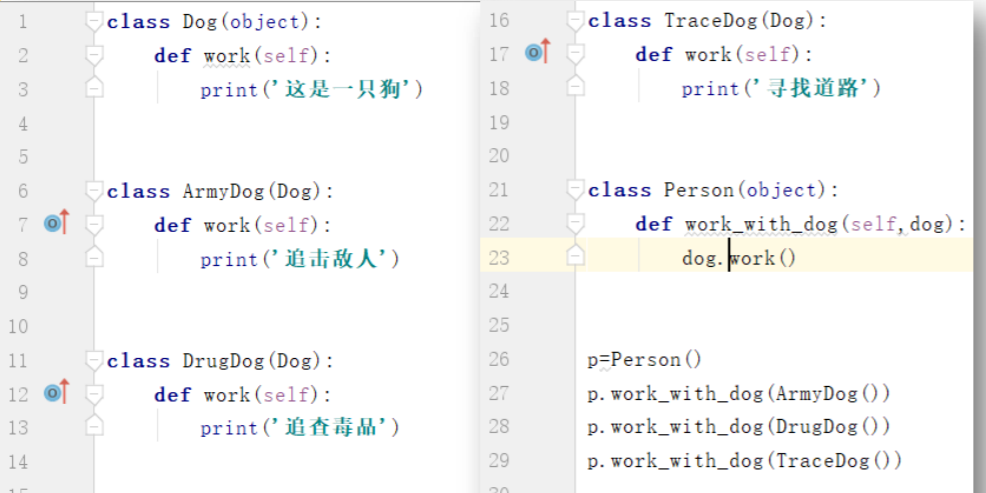 1 class Dog(object):
2     def work(self):
3         print('这是一只狗')
4
5
6 class ArmyDog(Dog):
7     def work(self):
8         print('追击敌人')
9
10
11 class DrugDog(Dog):
12     def work(self):
13         print('追查毒品')
14
16 class TraceDog(Dog):
17     def work(self):
18         print('寻找道路')
19
20
21 class Person(object):
22     def work_with_dog(self,dog):
23         dog.work()
24
25
26 p=Person()
27 p.work_with_dog(ArmyDog())
28 p.work_with_dog(DrugDog())
29 p.work_with_dog(TraceDog())